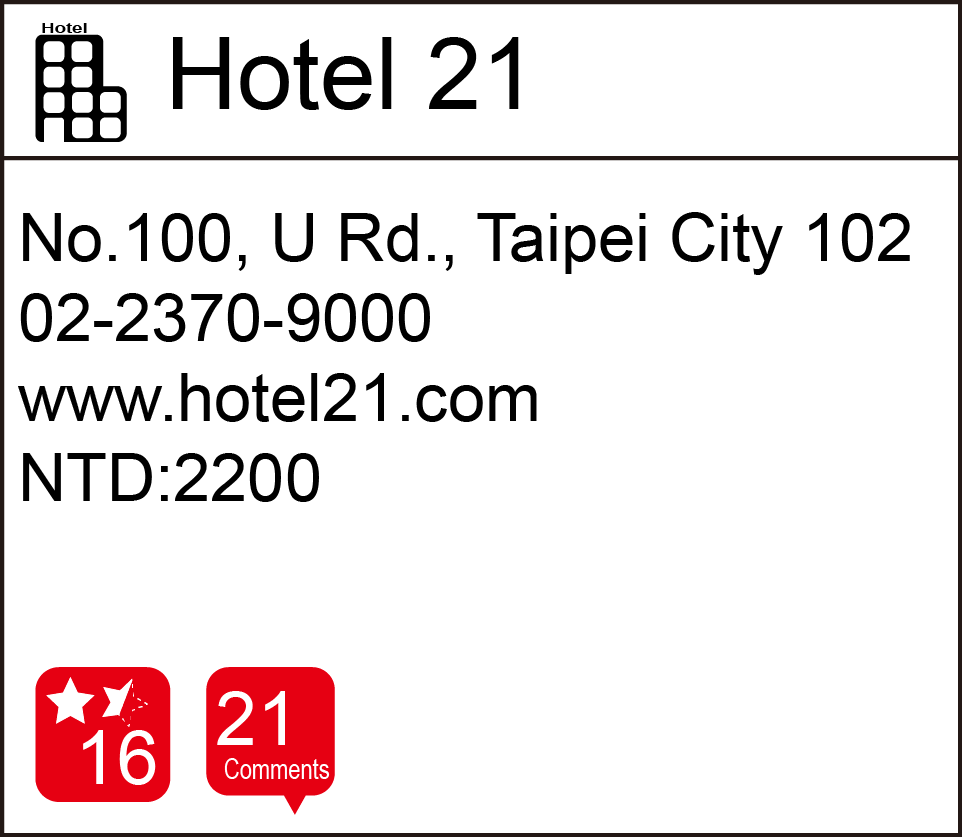 Hotel
Hotel 21
No.100, U Rd., Taipei City 102
02-2370-9000
www.hotel21.com
NTD:2200
16
21
Comments